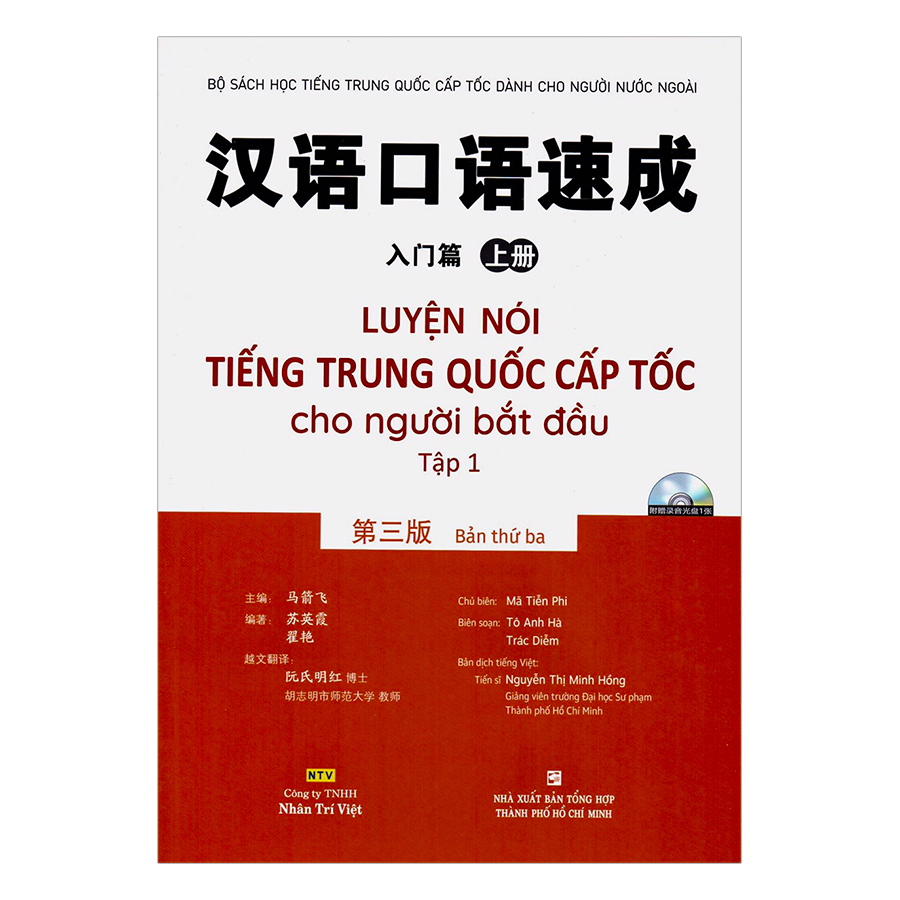 BỘ SÁCH HỌC TIẾNG TRUNG QUỐC CẤP TỐC DÀNH CHO NGƯỜI NƯỚC NGOÀI
汉语口语速成
入门篇 上册
LUYỆN NÓI
TIẾNG TRUNG QUỐC CẤP TỐC
cho người bắt đầu
Tập 1
附赠录音光盘1张
第三版 Bản thứ ba
主编: 马箭飞
编著: 苏英霞
翟艳
越文翻译:
阮氏明红 博士
胡志明市师范大学 教师
Chủ biên: Mã Tiễn Phi
Biên soạn: Tô Anh Hà
Trác Diễm
Bản dịch tiếng Việt:
Tiến sĩ Nguyễn Thị Minh Hồng
Giảng viên trường Đại học Sư phạm
Thành phố Hồ Chí Minh
NTV
Công ty TNHH
Nhân Trí Việt
NHÀ XUẤT BẢN TỔNG HỢP
THÀNH PHỐ HỒ CHÍ MINH